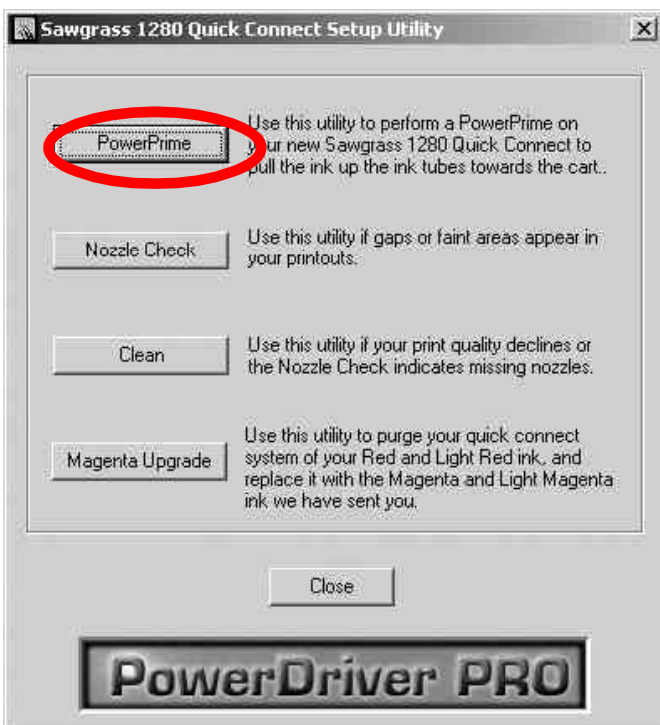 Sawgrass 1280 Quick Connect Setup Utility
PowerPrime
Use this utility to perform a PowerPrime on
your new Sawgrass 1280 Quick Connect to
pull the ink up the ink tubes towards the cart..
Nozzle Check
Use this utility if gaps or faint areas appear in
your printouts.
Clean
Use this utility if your print quality declines or
the Nozzle Check indicates missing nozzles.
Magenta Upgrade
Use this utility to purge your quick connect
system of your Red and Light Red ink, and
replace it with the Magenta and Light Magenta
ink we have sent you.
Close
PowerDriver PRO